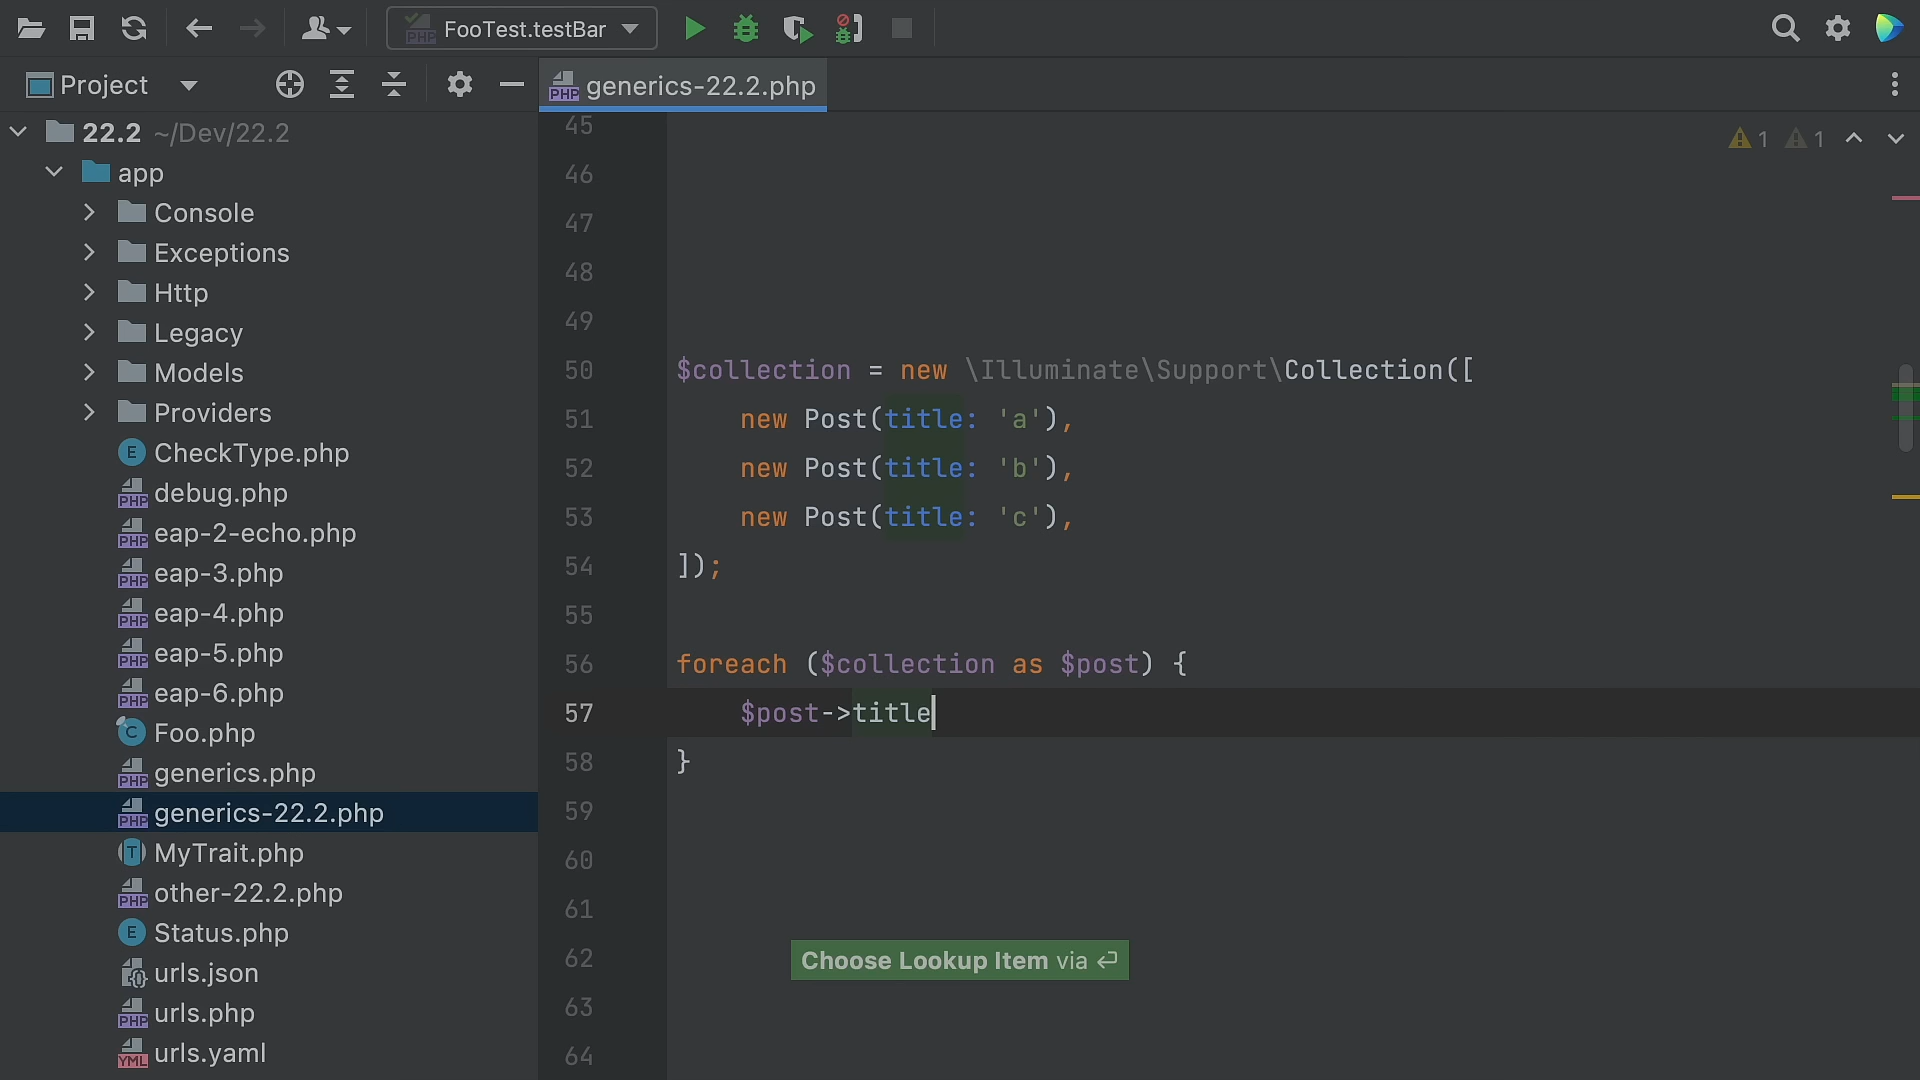 FooTest.testBar
Project
generics-22.2.php
22.2 ~/Dev/22.2
app
Console
Exceptions
Http
Legacy
Models
Providers
CheckType.php
debug.php
eap-2-echo.php
eap-3.php
eap-4.php
eap-5.php
eap-6.php
Foo.php
generics.php
generics-22.2.php
MyTrait.php
other-22.2.php
Status.php
urls.json
urls.php
urls.yaml
1 1
45
46
47
48
49
50 $collection = new \Illuminate\Support\Collection([
51     new Post(title: 'a'),
52     new Post(title: 'b'),
53     new Post(title: 'c'),
54 ]);
55
56 foreach ($collection as $post) {
57     $post->title
58 }
59
60
61
62
63
64
Choose Lookup Item via ⏎